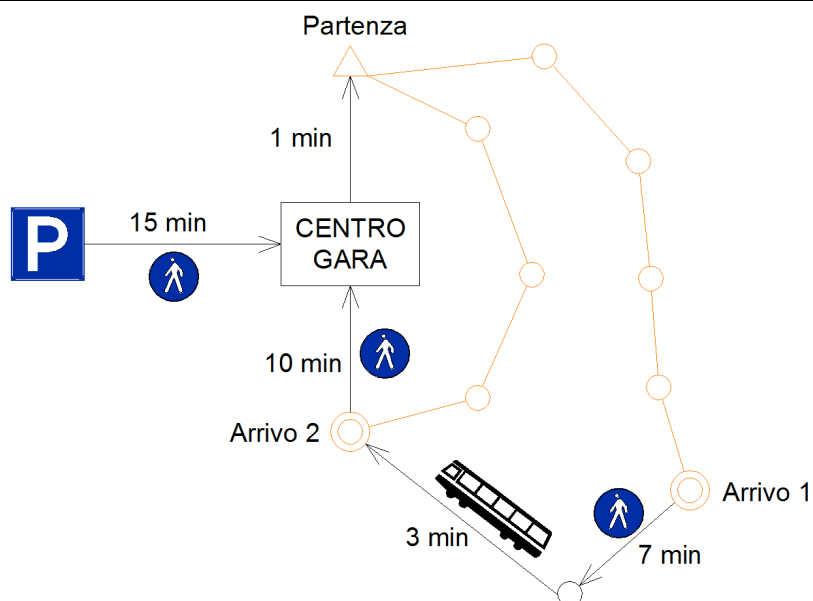 Partenza
1 min
P
15 min
CENTRO
GARA
10 min
Arrivo 2
Arrivo 1
3 min
7 min